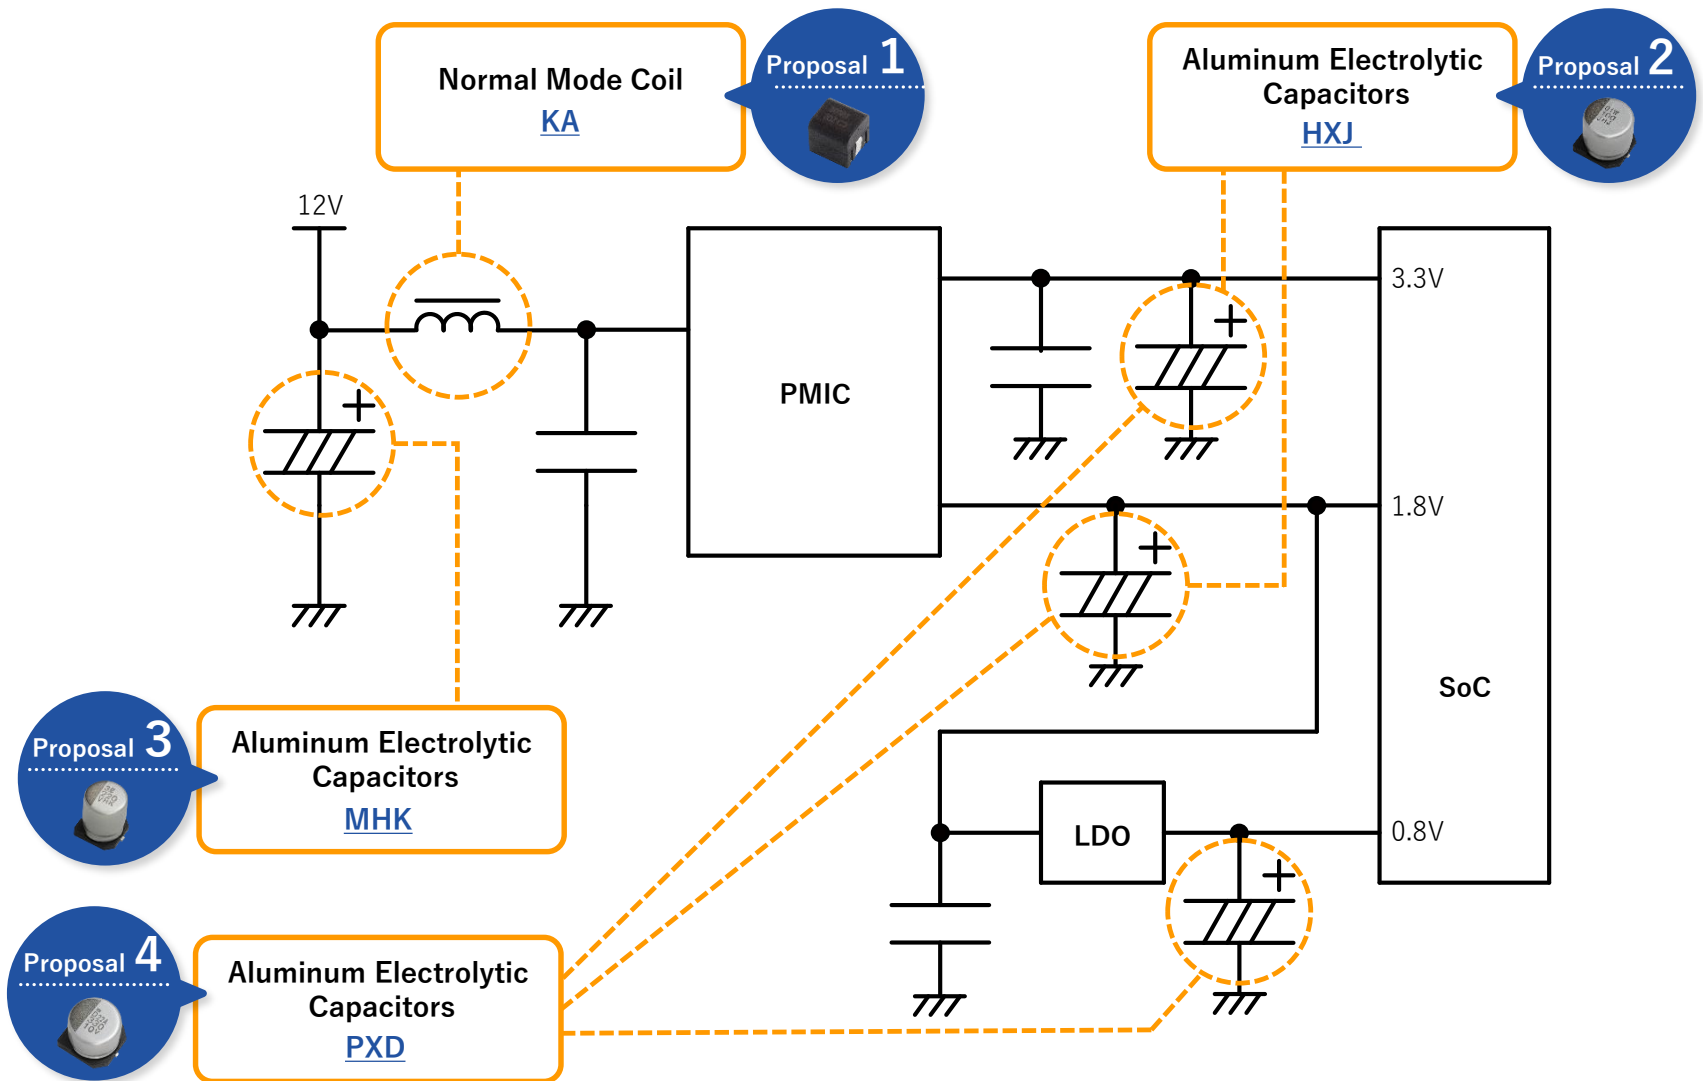 Normal Mode Coil
KA
Proposal 1
Aluminum Electrolytic
Capacitors
HXJ
Proposal 2
12V
+
PMIC
3.3V
+
1.8V
+
SoC
Proposal 3
Aluminum Electrolytic
Capacitors
MHK
LDO
0.8V
+
Proposal 4
Aluminum Electrolytic
Capacitors
PXD